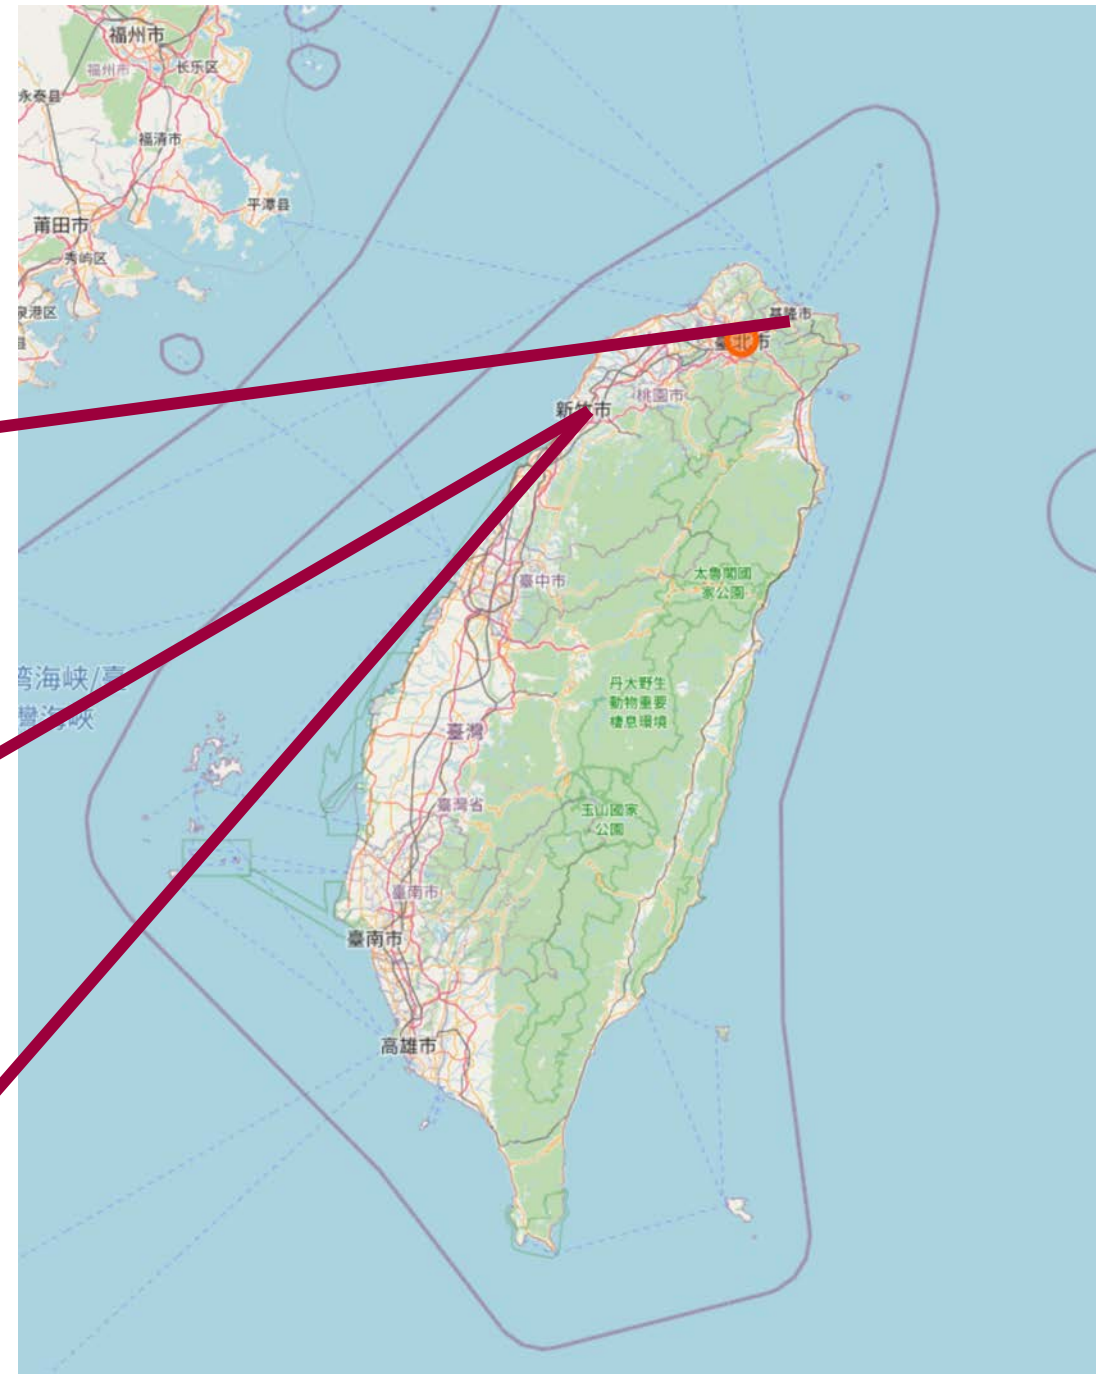 福州市
福州市
长乐区
永泰县
福清市
平潭县
莆田市
秀屿区
泉港区
基隆市
臺北市
桃園市
新竹市
臺中市
太魯閣國
家公園
丹大野生
動物重要
棲息環境
湾海峡/臺
灣海峽
臺灣
臺灣省
玉山國家
公園
臺南市
臺南市
高雄市